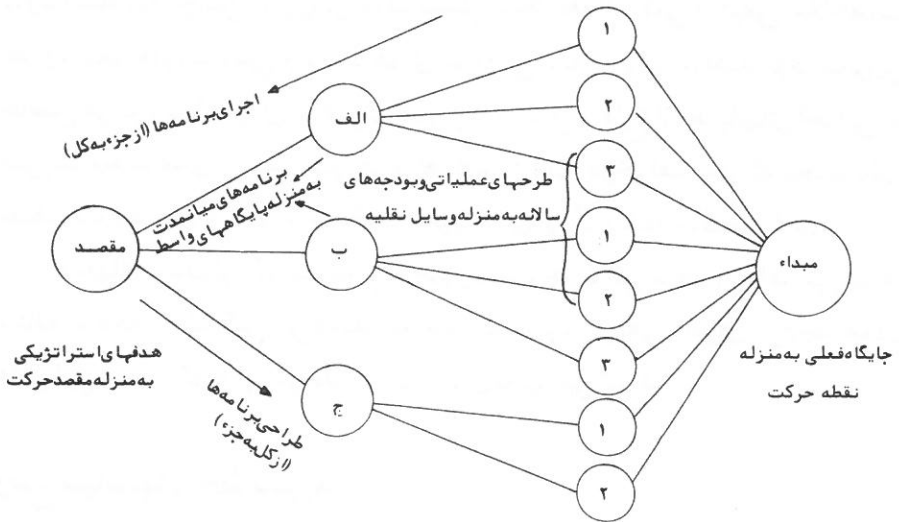 ۱
۲
۳
۱
۲
۳
۱
۲
مبداء
جایگاه فعلی به منزله
نقطه حرکت
طرحهای عملیاتی و بودجه‌های
سالانه به منزله وسایل نقلیه
الف
ب
ج
اجرای برنامه‌ها (از جزء به کل)
برنامه‌های میانمدت
به منزله پایگاههای واسط
مقصد
هدفهای استراتژیکی
به منزله مقصد حرکت
طراحی برنامه‌ها
(از کل به جزء)